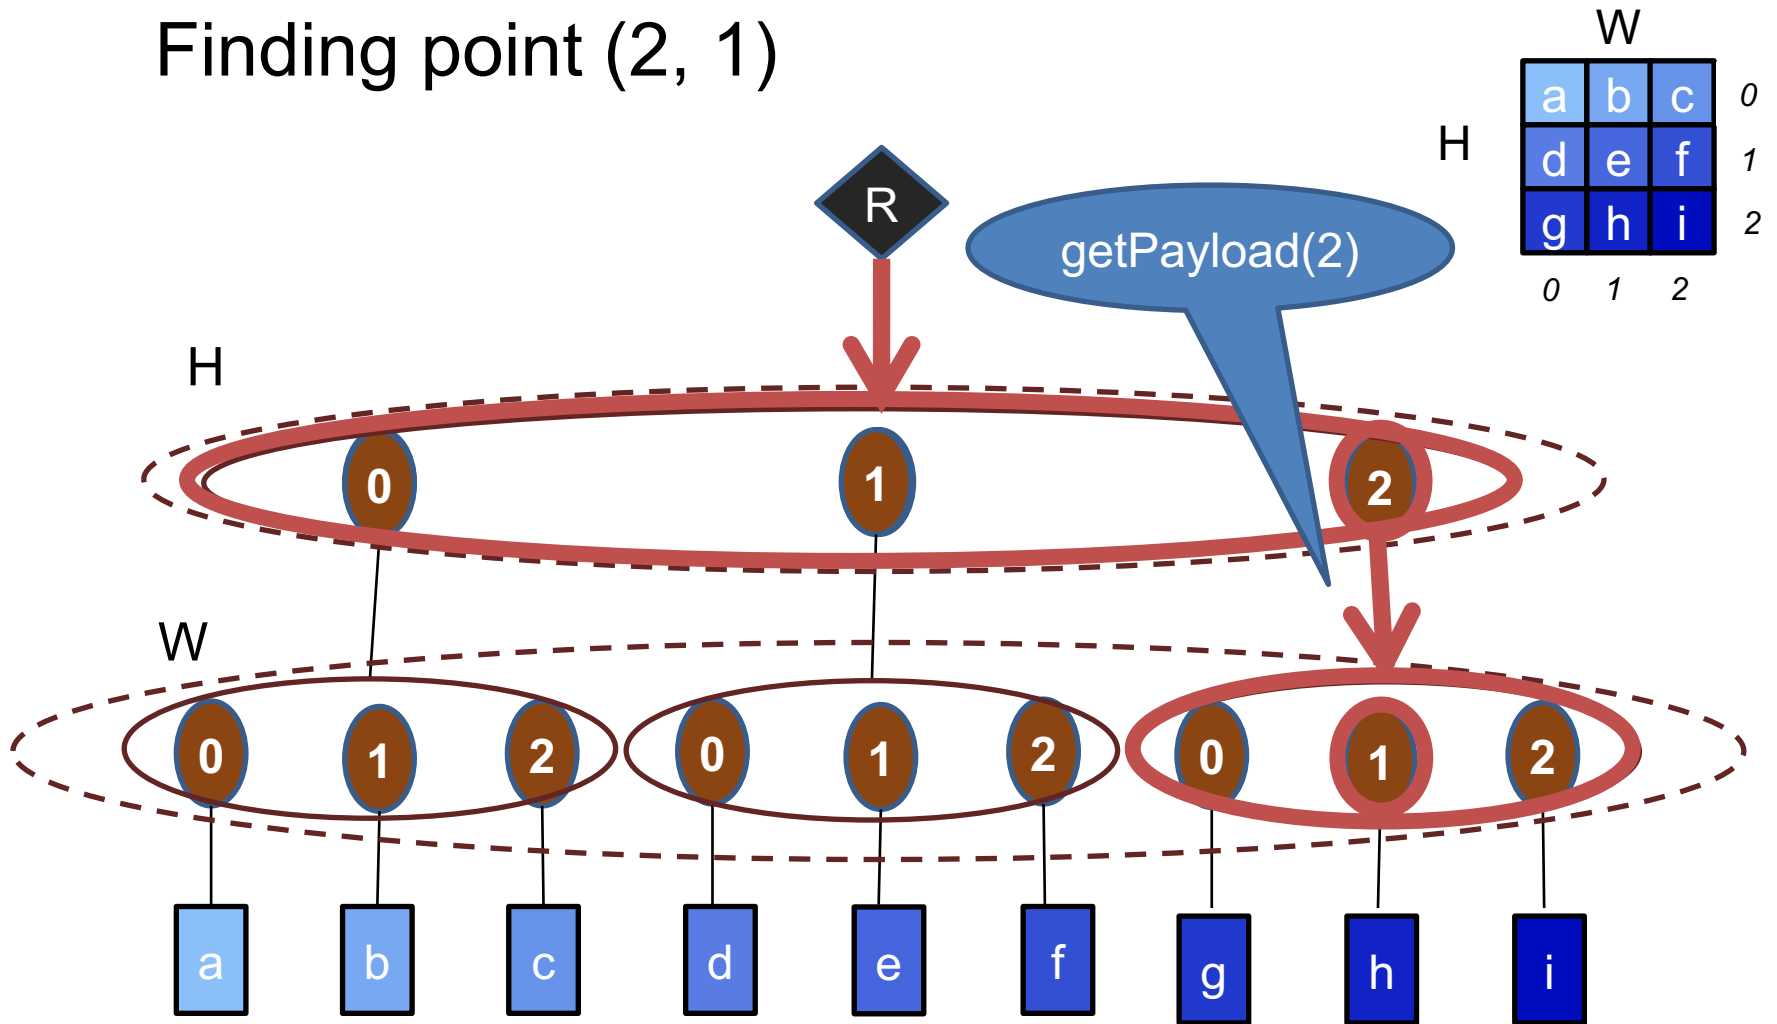 Finding point (2, 1)
W
a b c 0
H
d e f 1
g h i 2
0 1 2
R
getPayload(2)
H
0 1 2
W
0 1 2 0 1 2 0 1 2
a b c d e f g h i